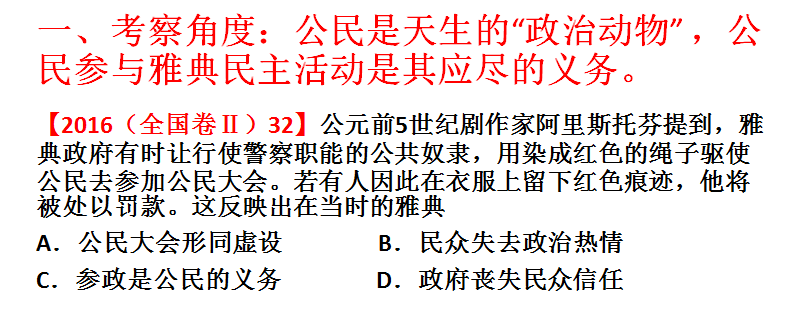 一、考察角度：公民是天生的“政治动物”，公
民参与雅典民主活动是其应尽的义务。
【2016（全国卷Ⅱ）32】公元前5世纪剧作家阿里斯托芬提到，雅
典政府有时让行使警察职能的公共奴隶，用染成红色的绳子驱使
公民去参加公民大会。若有人因此在衣服上留下红色痕迹，他将
被处以罚款。这反映出在当时的雅典
A．公民大会形同虚设 B．民众失去政治热情
C．参政是公民的义务 D．政府丧失民众信任